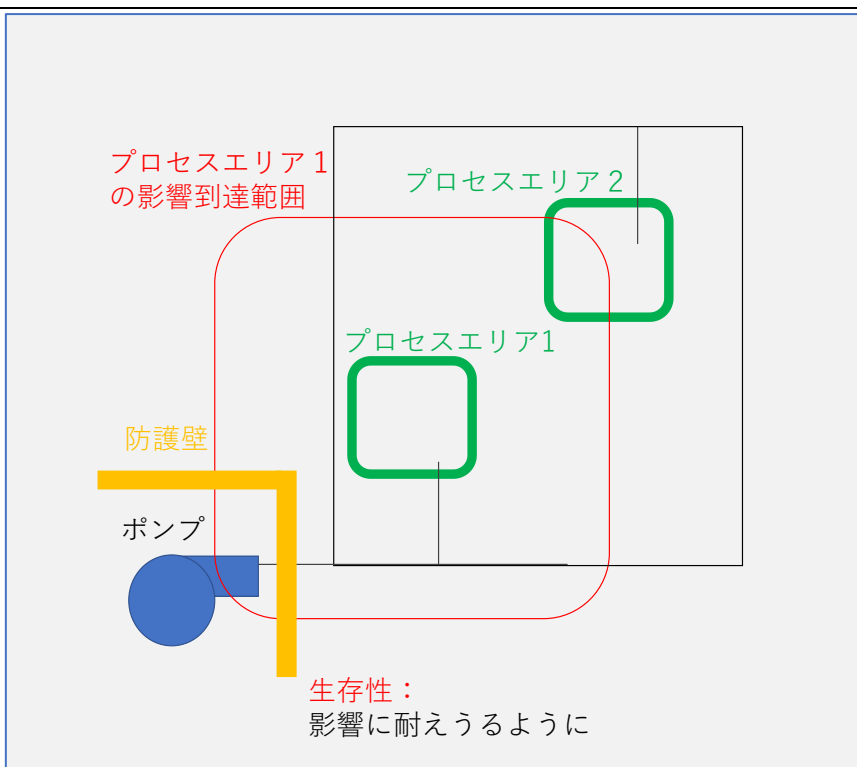 プロセスエリア１
の影響到達範囲
プロセスエリア２
プロセスエリア1
防護壁
ポンプ
生存性：
影響に耐えうるように